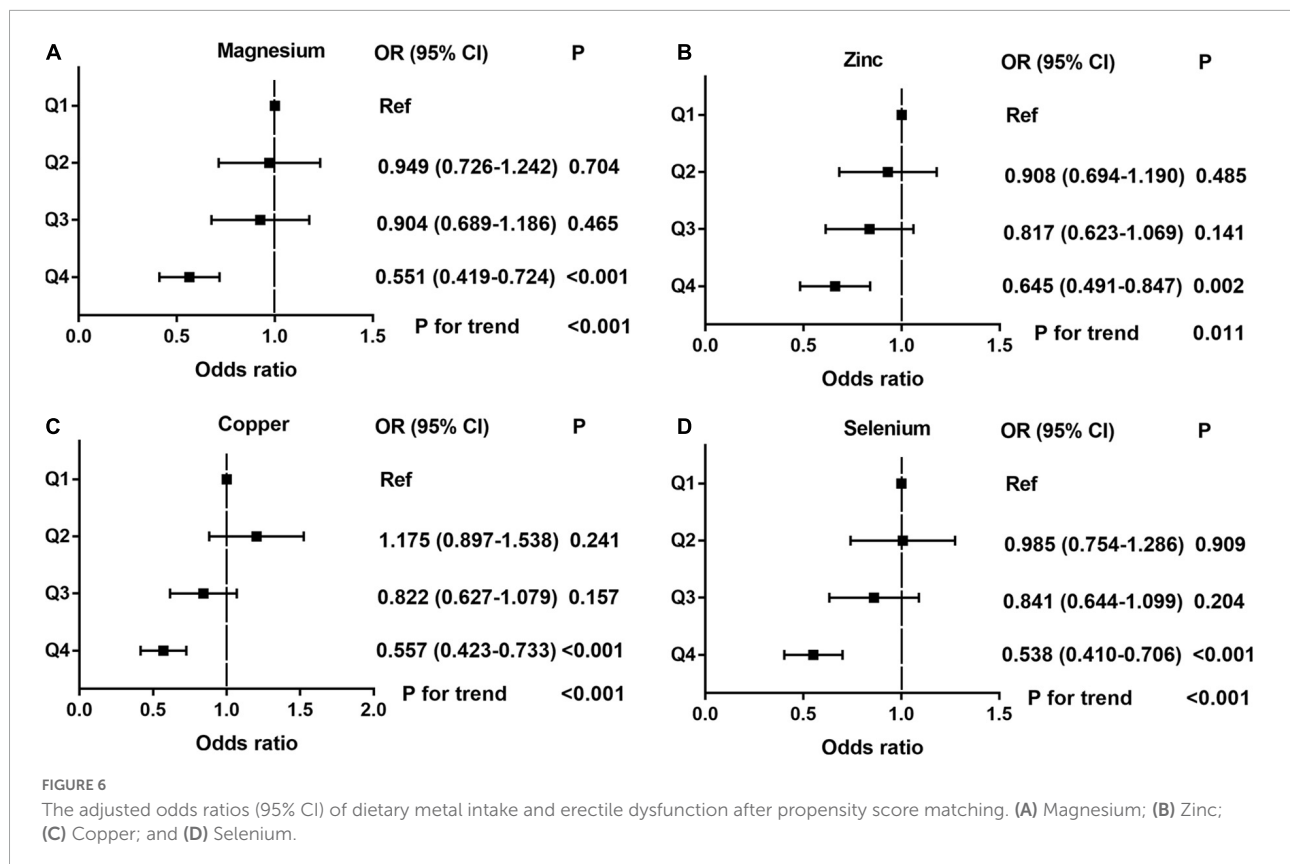 A Magnesium OR (95% CI) P
Q1 Ref
Q2 0.949 (0.726-1.242) 0.704
Q3 0.904 (0.689-1.186) 0.465
Q4 0.551 (0.419-0.724) <0.001
P for trend <0.001
0.0 0.5 1.0 1.5
Odds ratio
B Zinc OR (95% CI) P
Q1 Ref
Q2 0.908 (0.694-1.190) 0.485
Q3 0.817 (0.623-1.069) 0.141
Q4 0.645 (0.491-0.847) 0.002
P for trend 0.011
0.0 0.5 1.0 1.5
Odds ratio
C Copper OR (95% CI) P
Q1 Ref
Q2 1.175 (0.897-1.538) 0.241
Q3 0.822 (0.627-1.079) 0.157
Q4 0.557 (0.423-0.733) <0.001
P for trend <0.001
0.0 0.5 1.0 1.5 2.0
Odds ratio
D Selenium OR (95% CI) P
Q1 Ref
Q2 0.985 (0.754-1.286) 0.909
Q3 0.841 (0.644-1.099) 0.204
Q4 0.538 (0.410-0.706) <0.001
P for trend <0.001
0.0 0.5 1.0 1.5
Odds ratio
FIGURE 6
The adjusted odds ratios (95% CI) of dietary metal intake and erectile dysfunction after propensity score matching. (A) Magnesium; (B) Zinc;
(C) Copper; and (D) Selenium.